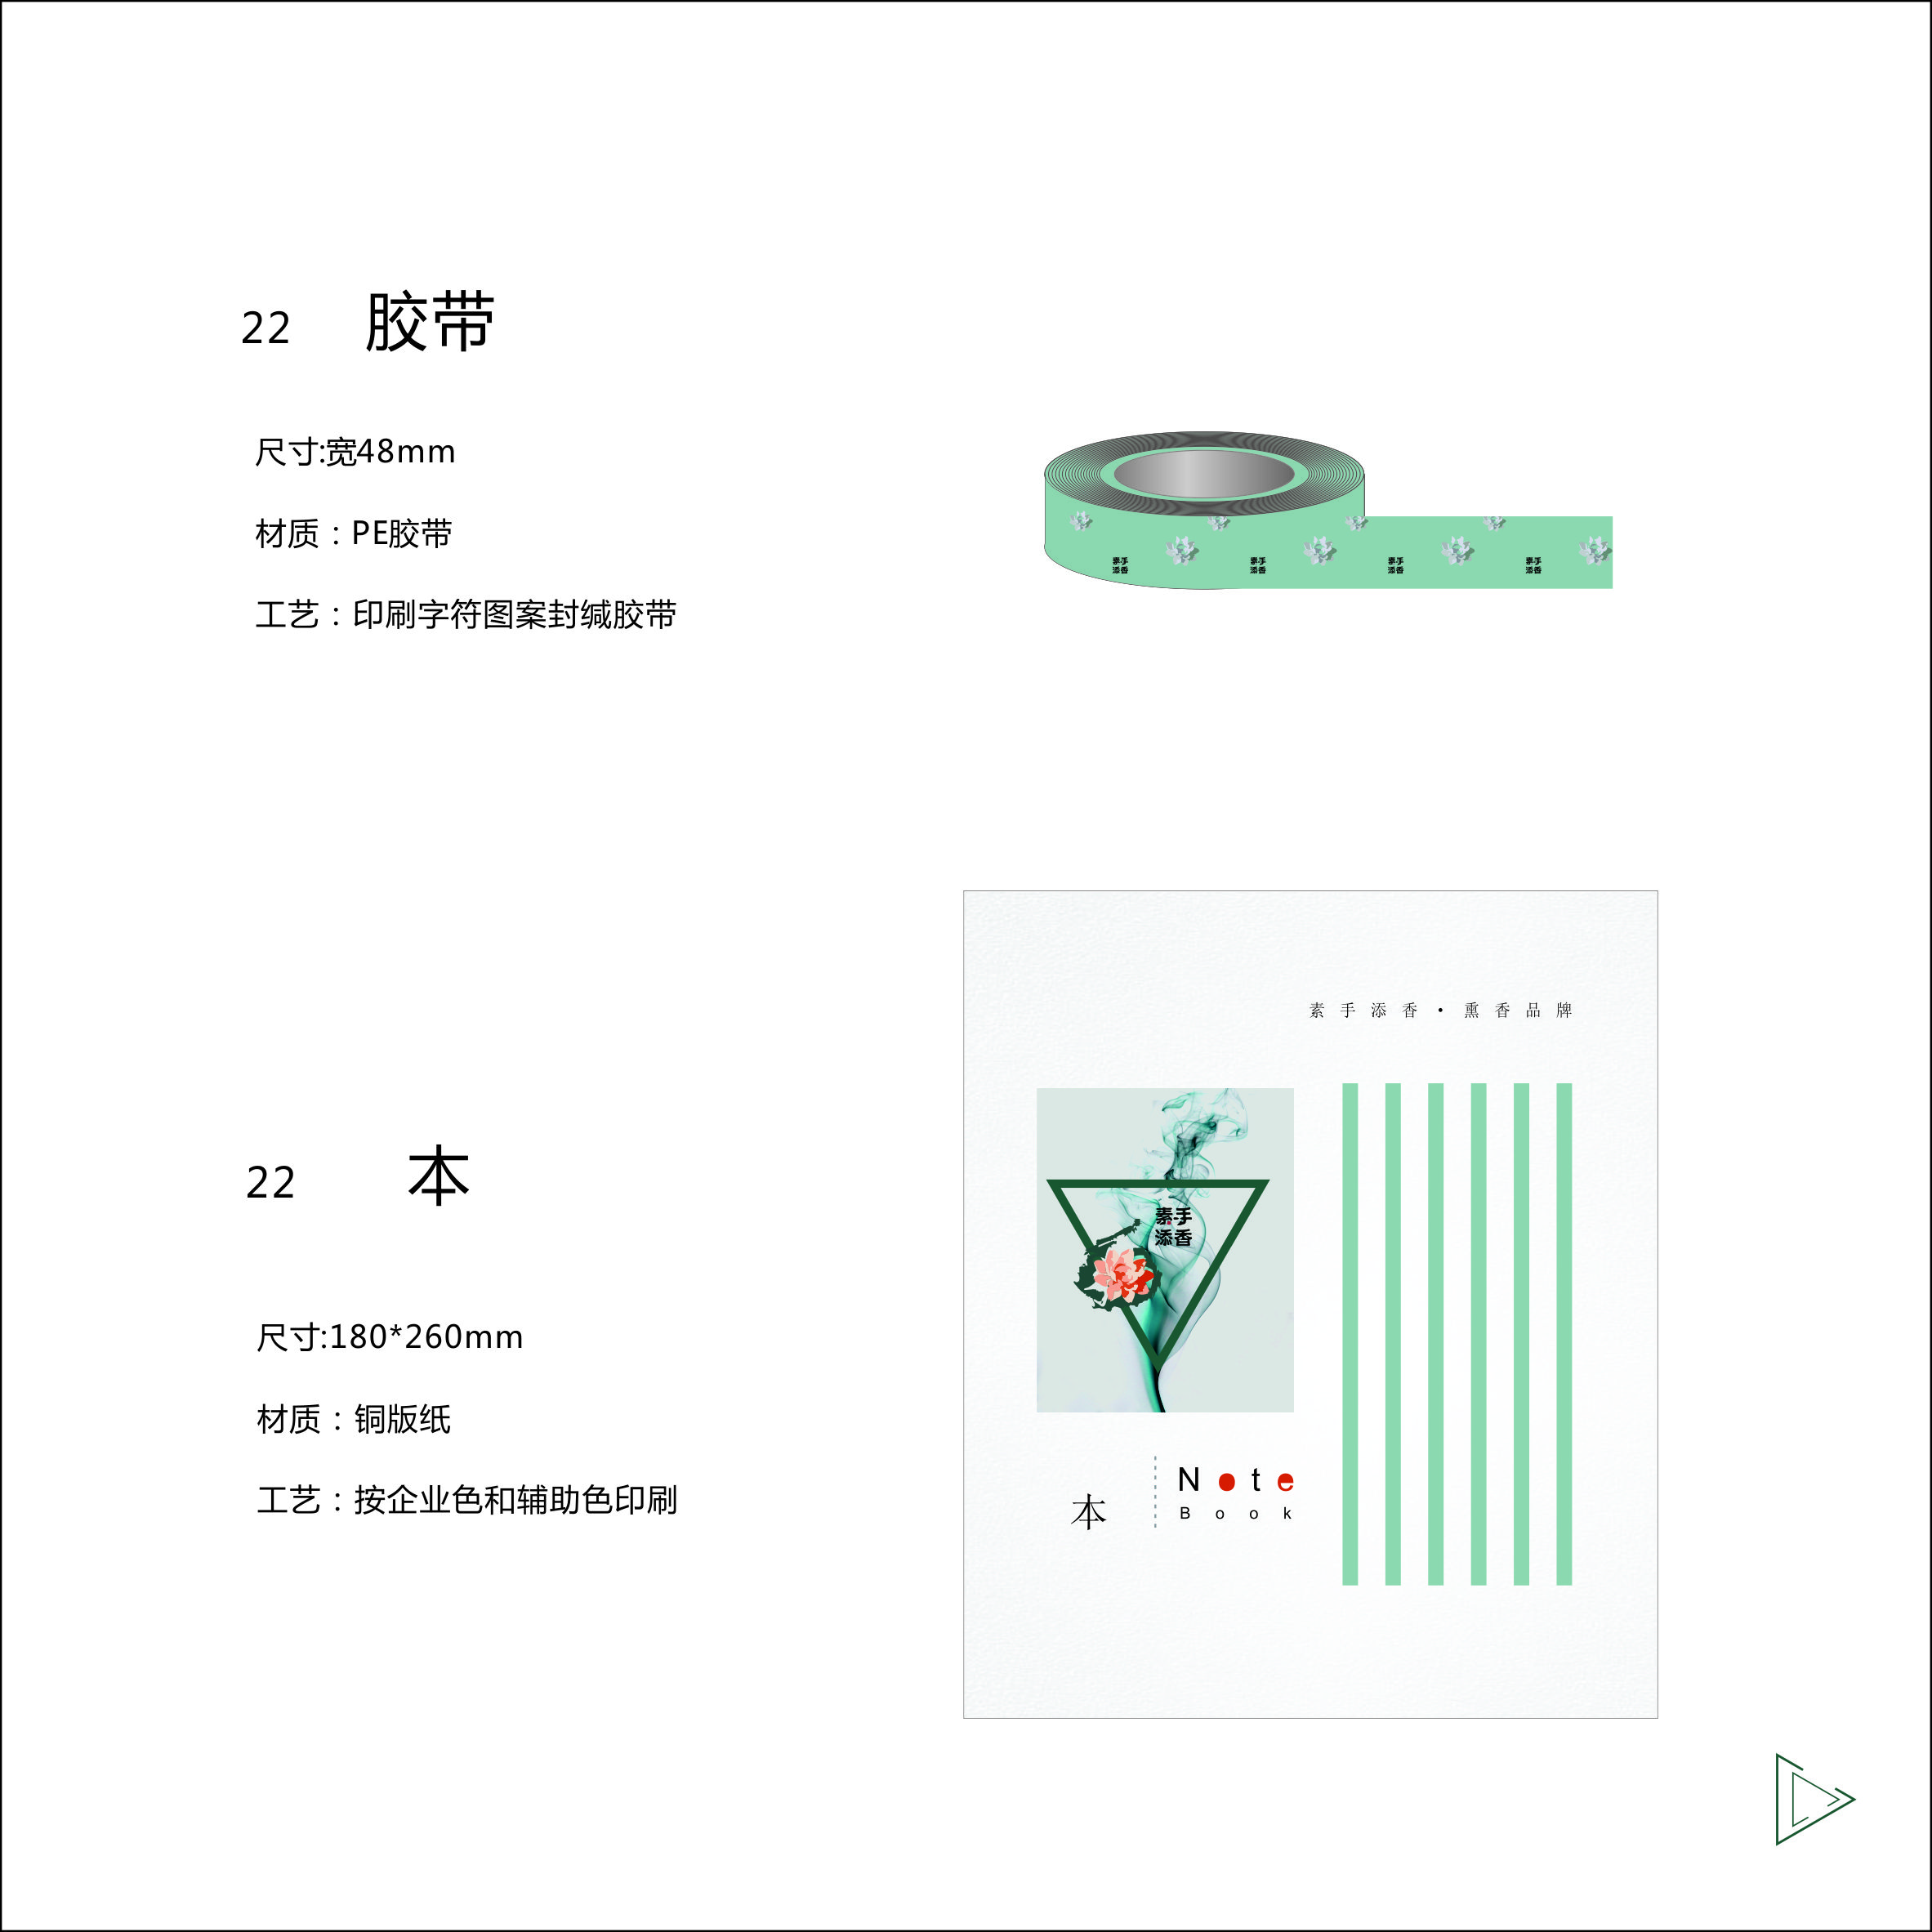 22 胶带
尺寸:宽48mm
材质：PE胶带
工艺：印刷字符图案封缄胶带
素手
添香
素手
添香
素手
添香
素手
添香
22 本
尺寸:180*260mm
材质：铜版纸
工艺：按企业色和辅助色印刷
素手添香·熏香品牌
素手
添香
本
Note
Book